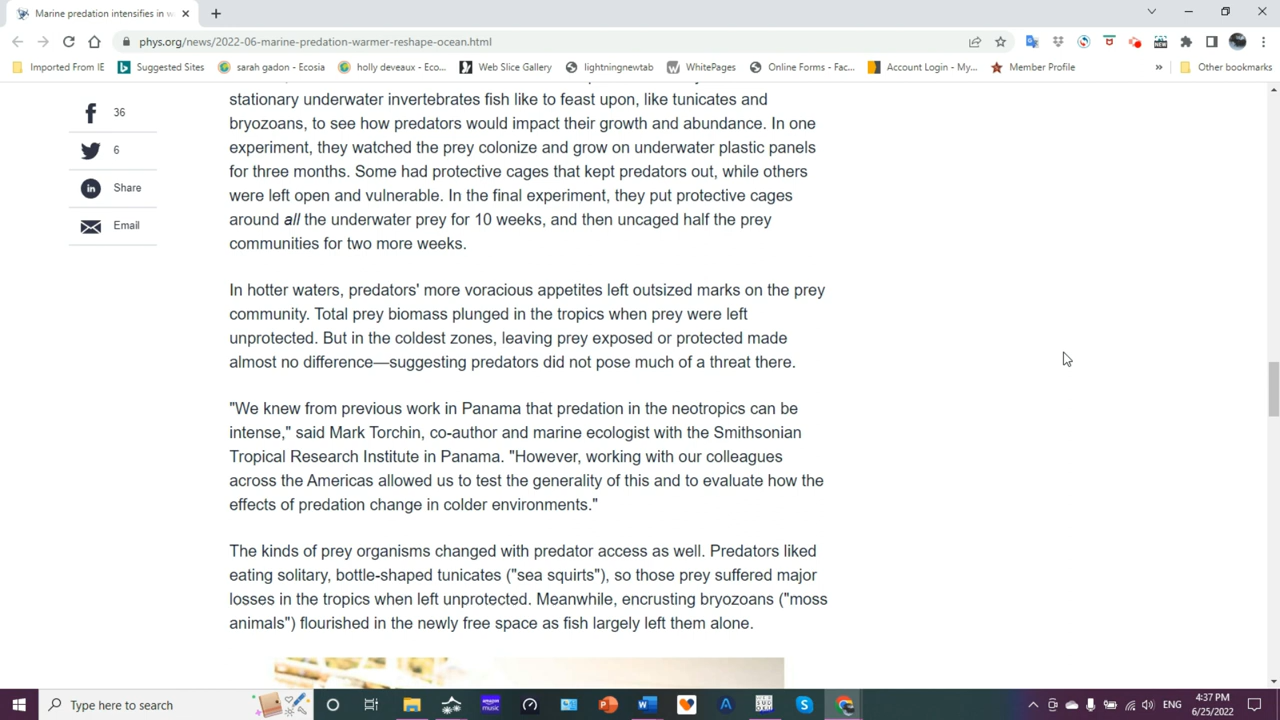 Marine predation intensifies in w
phys.org/news/2022-06-marine-predation-warmer-reshape-ocean.html
NEW
Imported From IE
Suggested Sites
sarah gadon - Ecosia
holly deveaux - Eco...
Web Slice Gallery
lightningnewtab
WhitePages
Online Forms - Fac...
Account Login - My...
Member Profile
»
Other bookmarks
36
6
Share
Email
stationary underwater invertebrates fish like to feast upon, like tunicates and
bryozoans, to see how predators would impact their growth and abundance. In one
experiment, they watched the prey colonize and grow on underwater plastic panels
for three months. Some had protective cages that kept predators out, while others
were left open and vulnerable. In the final experiment, they put protective cages
around all the underwater prey for 10 weeks, and then uncaged half the prey
communities for two more weeks.
In hotter waters, predators' more voracious appetites left outsized marks on the prey
community. Total prey biomass plunged in the tropics when prey were left
unprotected. But in the coldest zones, leaving prey exposed or protected made
almost no difference—suggesting predators did not pose much of a threat there.
"We knew from previous work in Panama that predation in the neotropics can be
intense," said Mark Torchin, co-author and marine ecologist with the Smithsonian
Tropical Research Institute in Panama. "However, working with our colleagues
across the Americas allowed us to test the generality of this and to evaluate how the
effects of predation change in colder environments."
The kinds of prey organisms changed with predator access as well. Predators liked
eating solitary, bottle-shaped tunicates ("sea squirts"), so those prey suffered major
losses in the tropics when left unprotected. Meanwhile, encrusting bryozoans ("moss
animals") flourished in the newly free space as fish largely left them alone.
Type here to search
amazon music
ENG
4:37 PM
6/25/2022